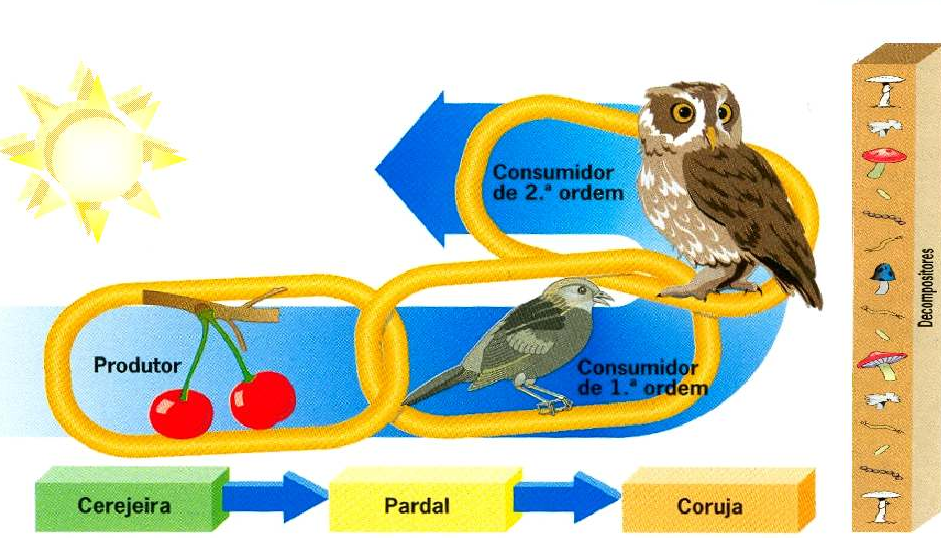 Consumidor
de 2.ª ordem
Produtor
Consumidor
de 1.ª ordem
Cerejeira
Pardal
Coruja
Decompositores